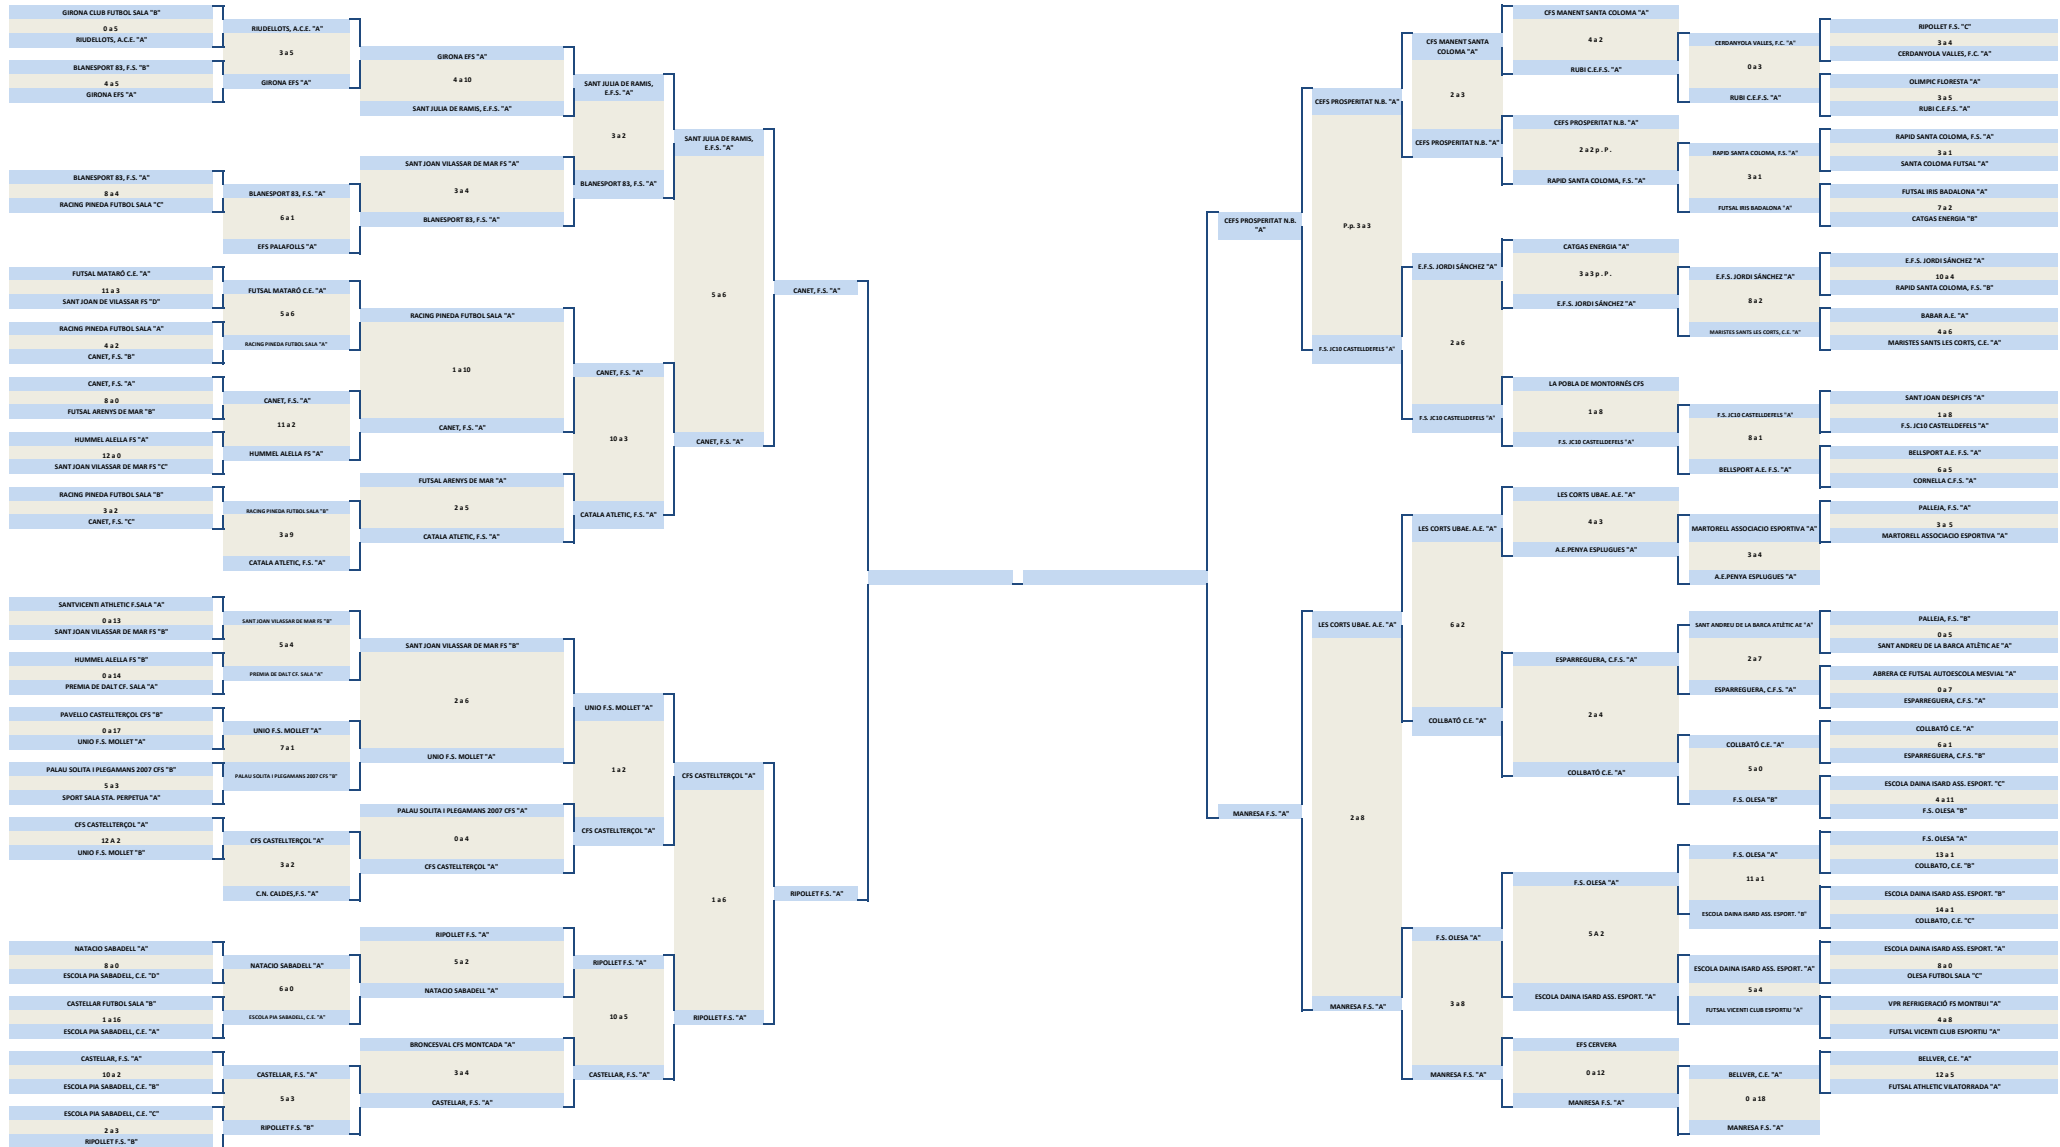 GIRONA CLUB FUTBOL SALA "B"
0 a 5
RIUDELLOTS, A.C.E. "A"
BLANESPORT 83, F.S. "B"
4 a 5
GIRONA EFS "A"
BLANESPORT 83, F.S. "A"
8 a 4
RACING PINEDA FUTBOL SALA "C"
FUTSAL MATARÓ C.E. "A"
11 a 3
SANT JOAN DE VILASSAR FS "D"
RACING PINEDA FUTBOL SALA "A"
4 a 2
CANET, F.S. "B"
CANET, F.S. "A"
8 a 0
FUTSAL ARENYS DE MAR "B"
HUMMEL ALELLA FS "A"
12 a 0
SANT JOAN VILASSAR DE MAR FS "C"
RACING PINEDA FUTBOL SALA "B"
3 a 2
CANET, F.S. "C"
SANTVICENTI ATHLETIC F.SALA "A"
0 a 13
SANT JOAN VILASSAR DE MAR FS "B"
HUMMEL ALELLA FS "B"
0 a 14
PREMIA DE DALT CF. SALA "A"
PAVELLO CASTELLTERÇOL CFS "B"
0 a 17
UNIO F.S. MOLLET "A"
PALAU SOLITA I PLEGAMANS 2007 CFS "B"
5 a 3
SPORT SALA STA. PERPETUA "A"
CFS CASTELLTERÇOL "A"
12 A 2
UNIO F.S. MOLLET "B"
NATACIO SABADELL "A"
8 a 0
ESCOLA PIA SABADELL, C.E. "D"
CASTELLAR FUTBOL SALA "B"
1 a 16
ESCOLA PIA SABADELL, C.E. "A"
CASTELLAR, F.S. "A"
10 a 2
ESCOLA PIA SABADELL, C.E. "B"
ESCOLA PIA SABADELL, C.E. "C"
2 a 3
RIPOLLET F.S. "B"
RIUDELLOTS, A.C.E. "A"
3 a 5
GIRONA EFS "A"
BLANESPORT 83, F.S. "A"
6 a 1
EFS PALAFOLLS "A"
FUTSAL MATARÓ C.E. "A"
5 a 6
RACING PINEDA FUTBOL SALA "A"
CANET, F.S. "A"
11 a 2
HUMMEL ALELLA FS "A"
RACING PINEDA FUTBOL SALA "B"
3 a 9
CATALA ATLETIC, F.S. "A"
SANT JOAN VILASSAR DE MAR FS "B"
5 a 4
PREMIA DE DALT CF. SALA "A"
UNIO F.S. MOLLET "A"
7 a 1
PALAU SOLITA I PLEGAMANS 2007 CFS "B"
CFS CASTELLTERÇOL "A"
3 a 2
C.N. CALDES,F.S. "A"
NATACIO SABADELL "A"
6 a 0
ESCOLA PIA SABADELL, C.E. "A"
CASTELLAR, F.S. "A"
5 a 3
RIPOLLET F.S. "B"
GIRONA EFS "A"
4 a 10
SANT JULIA DE RAMIS, E.F.S. "A"
SANT JOAN VILASSAR DE MAR FS "A"
3 a 4
BLANESPORT 83, F.S. "A"
RACING PINEDA FUTBOL SALA "A"
1 a 10
CANET, F.S. "A"
FUTSAL ARENYS DE MAR "A"
2 a 5
CATALA ATLETIC, F.S. "A"
SANT JOAN VILASSAR DE MAR FS "B"
2 a 6
UNIO F.S. MOLLET "A"
PALAU SOLITA I PLEGAMANS 2007 CFS "A"
0 a 4
CFS CASTELLTERÇOL "A"
RIPOLLET F.S. "A"
5 a 2
NATACIO SABADELL "A"
BRONCESVAL CFS MONTCADA "A"
3 a 4
CASTELLAR, F.S. "A"
SANT JULIA DE RAMIS,
E.F.S. "A"
3 a 2
BLANESPORT 83, F.S. "A"
CANET, F.S. "A"
10 a 3
CATALA ATLETIC, F.S. "A"
UNIO F.S. MOLLET "A"
1 a 2
CFS CASTELLTERÇOL "A"
RIPOLLET F.S. "A"
10 a 5
CASTELLAR, F.S. "A"
SANT JULIA DE RAMIS,
E.F.S. "A"
5 a 6
CANET, F.S. "A"
CFS CASTELLTERÇOL "A"
1 a 6
RIPOLLET F.S. "A"
CANET, F.S. "A"
RIPOLLET F.S. "A"
CEFS PROSPERITAT N.B.
"A"
MANRESA F.S. "A"
CEFS PROSPERITAT N.B. "A"
P.p. 3 a 3
F.S. JC10 CASTELLDEFELS "A"
LES CORTS UBAE. A.E. "A"
2 a 8
MANRESA F.S. "A"
CFS MANENT SANTA
COLOMA "A"
2 a 3
CEFS PROSPERITAT N.B. "A"
E.F.S. JORDI SÁNCHEZ "A"
2 a 6
F.S. JC10 CASTELLDEFELS "A"
LES CORTS UBAE. A.E. "A"
6 a 2
COLLBATÓ C.E. "A"
F.S. OLESA "A"
3 a 8
MANRESA F.S. "A"
CFS MANENT SANTA COLOMA "A"
4 a 2
RUBI C.E.F.S. "A"
CEFS PROSPERITAT N.B. "A"
2 a 2 p . P.
RAPID SANTA COLOMA, F.S. "A"
CATGAS ENERGIA "A"
3 a 3 p . P.
E.F.S. JORDI SÁNCHEZ "A"
LA POBLA DE MONTORNÉS CFS
1 a 8
F.S. JC10 CASTELLDEFELS "A"
LES CORTS UBAE. A.E. "A"
4 a 3
A.E.PENYA ESPLUGUES "A"
ESPARREGUERA, C.F.S. "A"
2 a 4
COLLBATÓ C.E. "A"
F.S. OLESA "A"
5 A 2
ESCOLA DAINA ISARD ASS. ESPORT. "A"
EFS CERVERA
0 a 12
MANRESA F.S. "A"
CERDANYOLA VALLES, F.C. "A"
0 a 3
RUBI C.E.F.S. "A"
RAPID SANTA COLOMA, F.S. "A"
3 a 1
FUTSAL IRIS BADALONA "A"
E.F.S. JORDI SÁNCHEZ "A"
8 a 2
MARISTES SANTS LES CORTS, C.E. "A"
F.S. JC10 CASTELLDEFELS "A"
8 a 1
BELLSPORT A.E. F.S. "A"
MARTORELL ASSOCIACIO ESPORTIVA "A"
3 a 4
A.E.PENYA ESPLUGUES "A"
SANT ANDREU DE LA BARCA ATLÈTIC AE "A"
2 a 7
ESPARREGUERA, C.F.S. "A"
COLLBATÓ C.E. "A"
5 a 0
F.S. OLESA "B"
F.S. OLESA "A"
11 a 1
ESCOLA DAINA ISARD ASS. ESPORT. "B"
ESCOLA DAINA ISARD ASS. ESPORT. "A"
5 a 4
FUTSAL VICENTI CLUB ESPORTIU "A"
BELLVER, C.E. "A"
0 a 18
MANRESA F.S. "A"
RIPOLLET F.S. "C"
3 a 4
CERDANYOLA VALLES, F.C. "A"
OLIMPIC FLORESTA "A"
3 a 5
RUBI C.E.F.S. "A"
RAPID SANTA COLOMA, F.S. "A"
3 a 1
SANTA COLOMA FUTSAL "A"
FUTSAL IRIS BADALONA "A"
7 a 2
CATGAS ENERGIA "B"
E.F.S. JORDI SÁNCHEZ "A"
10 a 4
RAPID SANTA COLOMA, F.S. "B"
BABAR A.E. "A"
4 a 6
MARISTES SANTS LES CORTS, C.E. "A"
SANT JOAN DESPI CFS "A"
1 a 8
F.S. JC10 CASTELLDEFELS "A"
BELLSPORT A.E. F.S. "A"
6 a 5
CORNELLA C.F.S. "A"
PALLEJA, F.S. "A"
3 a 5
MARTORELL ASSOCIACIO ESPORTIVA "A"
PALLEJA, F.S. "B"
0 a 5
SANT ANDREU DE LA BARCA ATLÈTIC AE "A"
ABRERA CE FUTSAL AUTOESCOLA MESVIAL "A"
0 a 7
ESPARREGUERA, C.F.S. "A"
COLLBATÓ C.E. "A"
6 a 1
ESPARREGUERA, C.F.S. "B"
ESCOLA DAINA ISARD ASS. ESPORT. "C"
4 a 11
F.S. OLESA "B"
F.S. OLESA "A"
13 a 1
COLLBATO, C.E. "B"
ESCOLA DAINA ISARD ASS. ESPORT. "B"
14 a 1
COLLBATO, C.E. "C"
ESCOLA DAINA ISARD ASS. ESPORT. "A"
8 a 0
OLESA FUTBOL SALA "C"
VPR REFRIGERACIÓ FS MONTBUI "A"
4 a 8
FUTSAL VICENTI CLUB ESPORTIU "A"
BELLVER, C.E. "A"
12 a 5
FUTSAL ATHLETIC VILATORRADA "A"